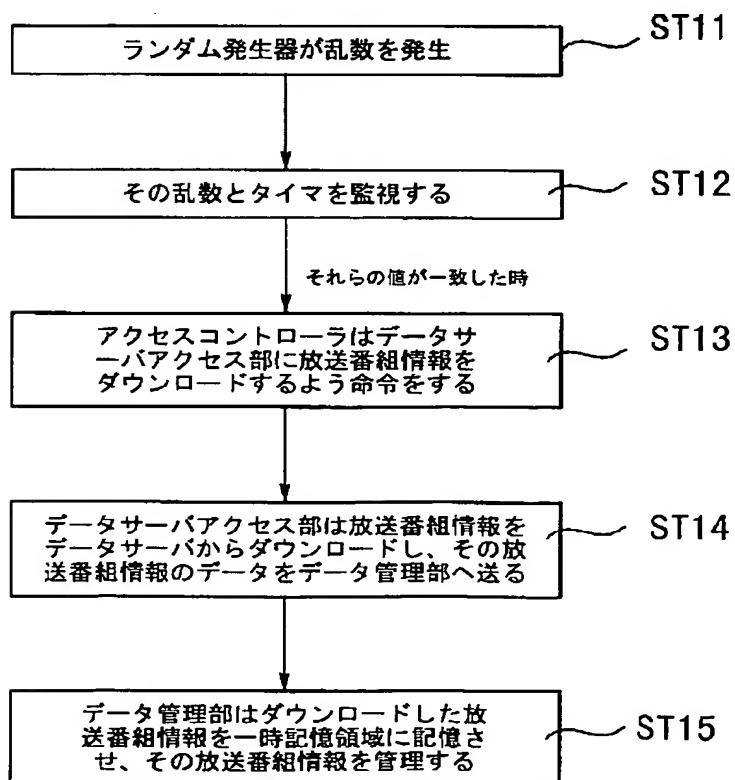 ランダム発生器が乱数を発生
ST11
その乱数とタイマを監視する
ST12
それらの値が一致した時
アクセスコントローラはデータサ
ーバアクセス部に放送番組情報を
ダウンロードするよう命令をする
ST13
データサーバアクセス部は放送番組情報を
データサーバからダウンロードし、その放
送番組情報のデータをデータ管理部へ送る
ST14
データ管理部はダウンロードした放
送番組情報を一時記憶領域に記憶さ
せ、その放送番組情報を管理する
ST15